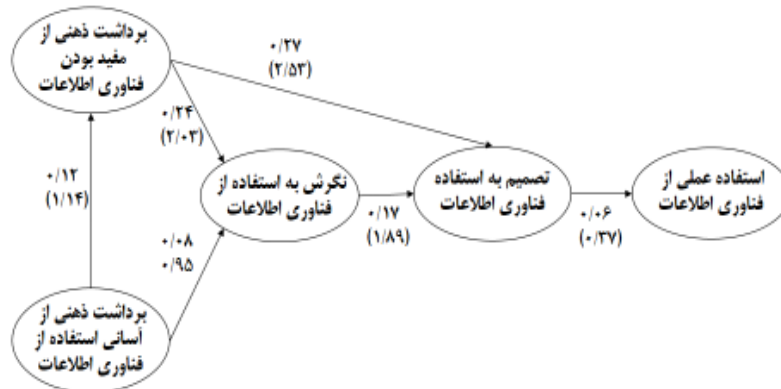 برداشت ذهنی از
مفید بودن
فناوری اطلاعات
۰/۲۷
(۲/۵۳)
۰/۲۴
(۲/۰۳)
۰/۱۲
(۱/۱۴)
نگرش به استفاده از
فناوری اطلاعات
تصمیم به استفاده
فناوری اطلاعات
استفاده عملی از
فناوری اطلاعات
۰/۱۷
(۱/۸۹)
۰/۰۶
(۰/۳۷)
۰/۰۸
۰/۹۵
برداشت ذهنی از
آسانی استفاده از
فناوری اطلاعات